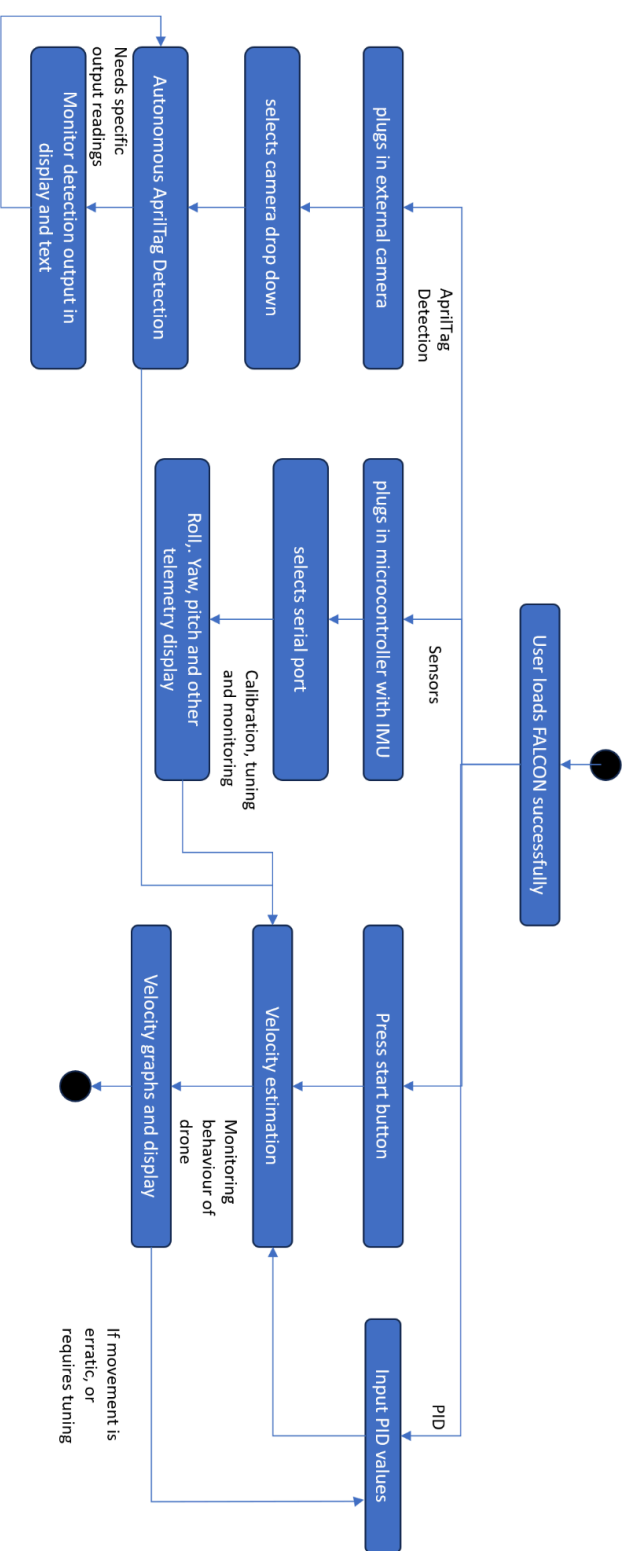 User loads FALCON successfully
AprilTag
Detection
Sensors
PID
plugs in external camera
plugs in microcontroller with IMU
Press start button
Input PID values
selects camera drop down
selects serial port
Velocity estimation
Calibration, tuning
and monitoring
Monitoring
behaviour of
drone
Autonomous AprilTag Detection
Roll,. Yaw, pitch and other
telemetry display
Velocity graphs and display
Needs specific
output readings
If movement is
erratic, or
requires tuning
Monitor detection output in
display and text